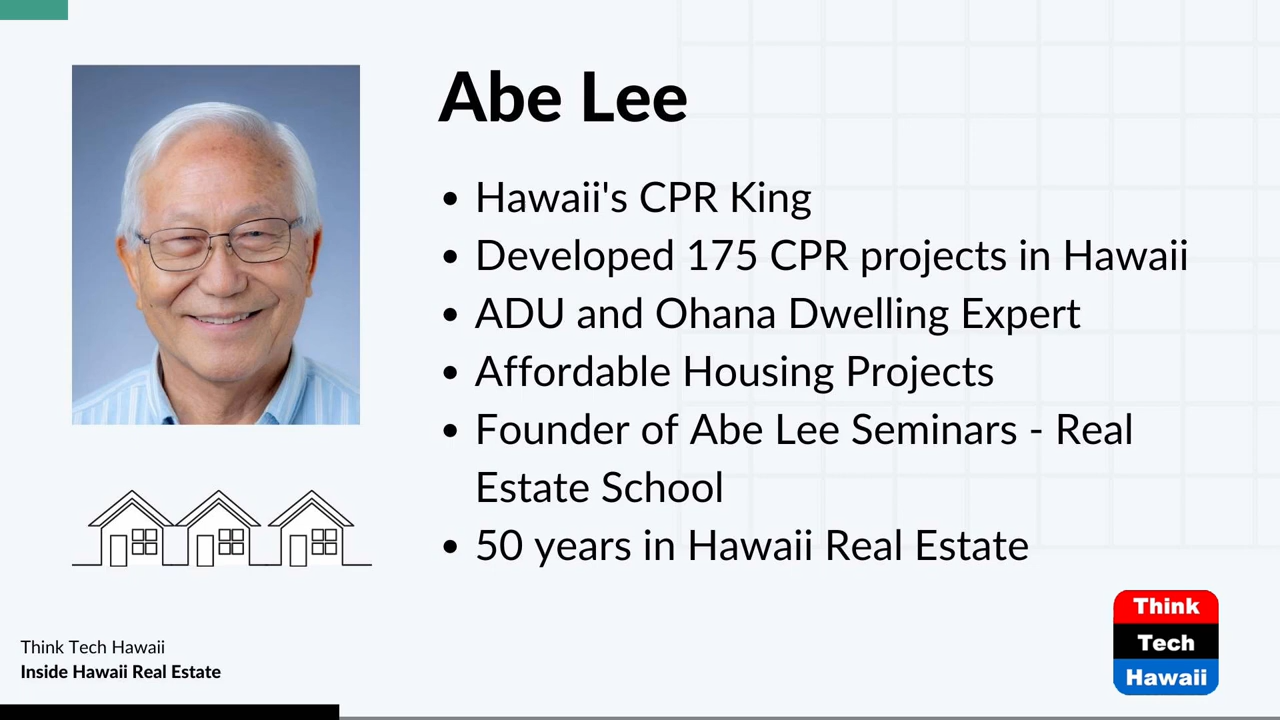 Abe Lee
• Hawaii's CPR King
• Developed 175 CPR projects in Hawaii
• ADU and Ohana Dwelling Expert
• Affordable Housing Projects
• Founder of Abe Lee Seminars - Real
Estate School
• 50 years in Hawaii Real Estate
Think Tech Hawaii
Inside Hawaii Real Estate
Think
Tech
Hawaii